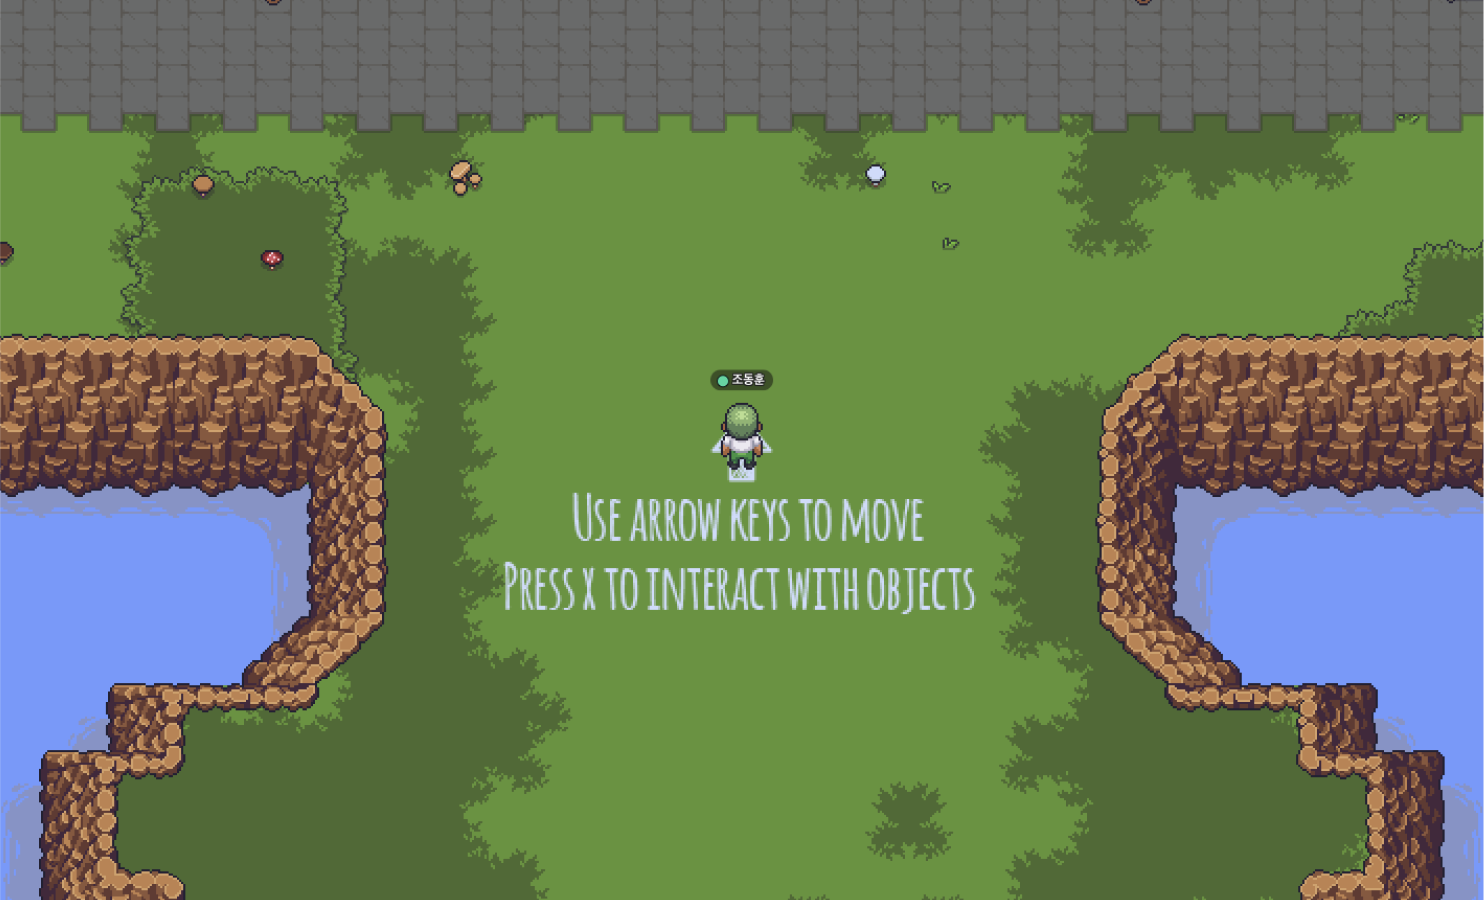 조동훈
USE ARROW KEYS TO MOVE
PRESS X TO INTERACT WITH OBJECTS